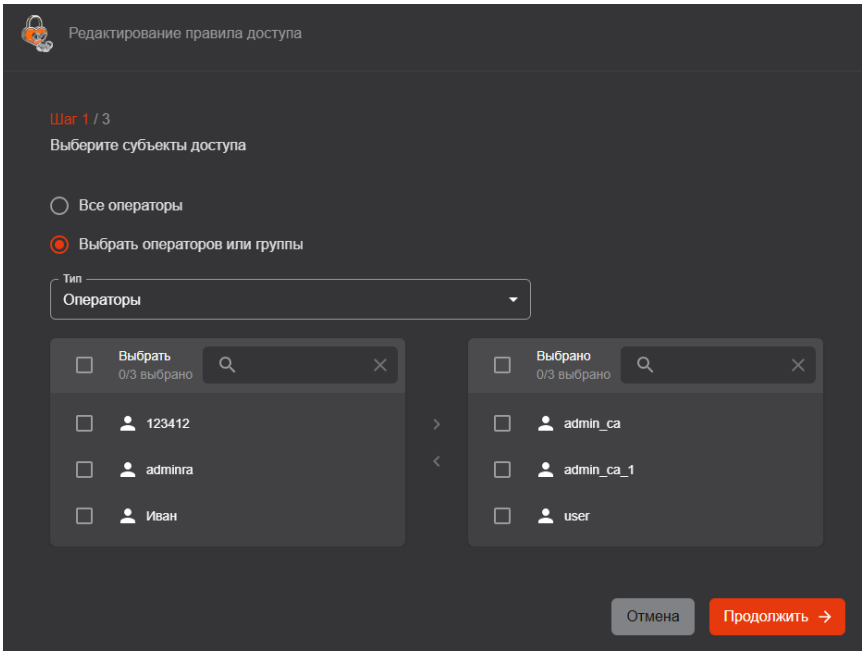 Редактирование правила доступа
Шаг 1 / 3
Выберите субъекты доступа
Все операторы
Выбрать операторов или группы
Тип
Операторы
Выбрать
0/3 выбрано
123412
adminra
Иван
Выбрано
0/3 выбрано
admin_ca
admin_ca_1
user
Отмена
Продолжить →